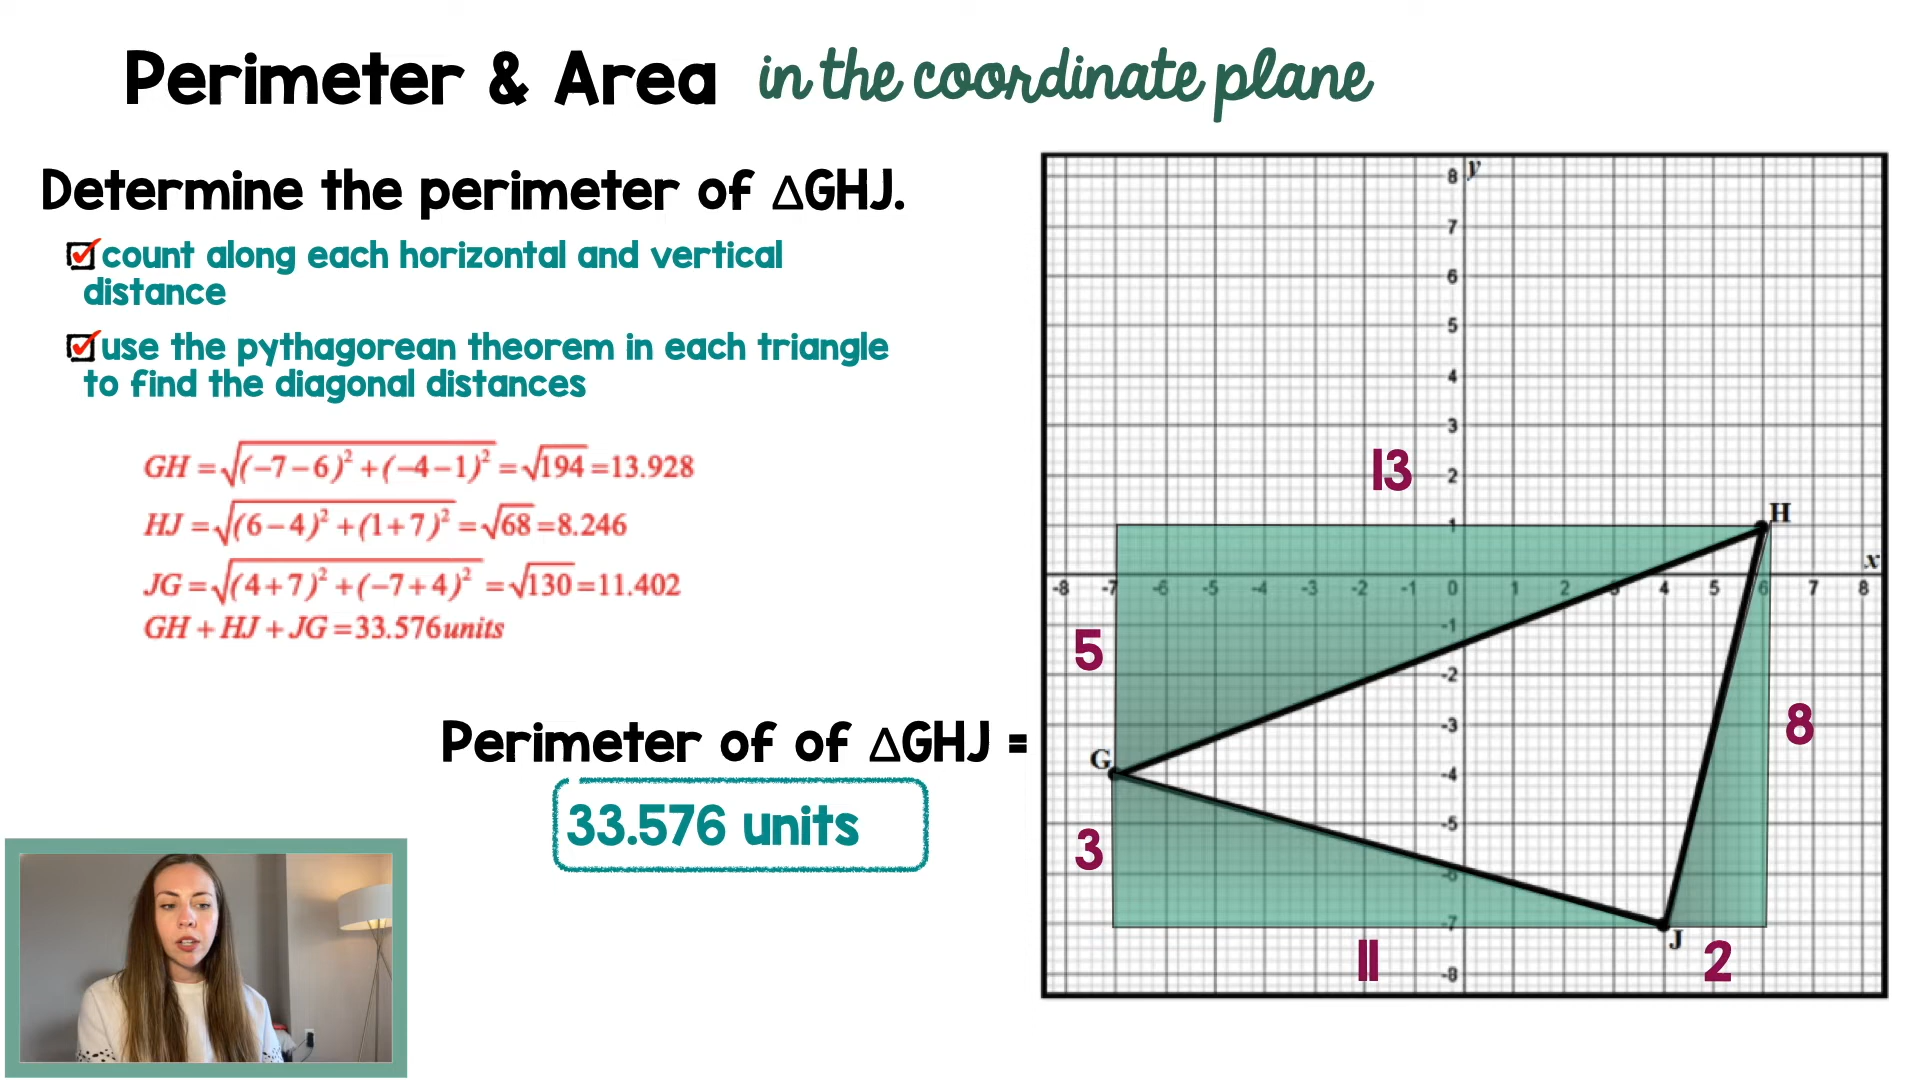 Perimeter & Area in the coordinate plane
Determine the perimeter of △GHJ.
count along each horizontal and vertical
distance
use the pythagorean theorem in each triangle
to find the diagonal distances
GH = √(−7−6)² + (−4−1)² = √194 = 13.928
HJ = √(6−4)² + (1+7)² = √68 = 8.246
JG = √(4+7)² + (−7+4)² = √130 = 11.402
GH + HJ + JG = 33.576 units
Perimeter of of △GHJ =
33.576 units
y
8
7
6
5
4
3
2
1
13
H
x
-8 -7 -6 -5 -4 -3 -2 -1 0 1 2 3 4 5 6 7 8
-1
5
-2
-3
8
G
-4
-5
3
-6
-7
J
11
2
-8